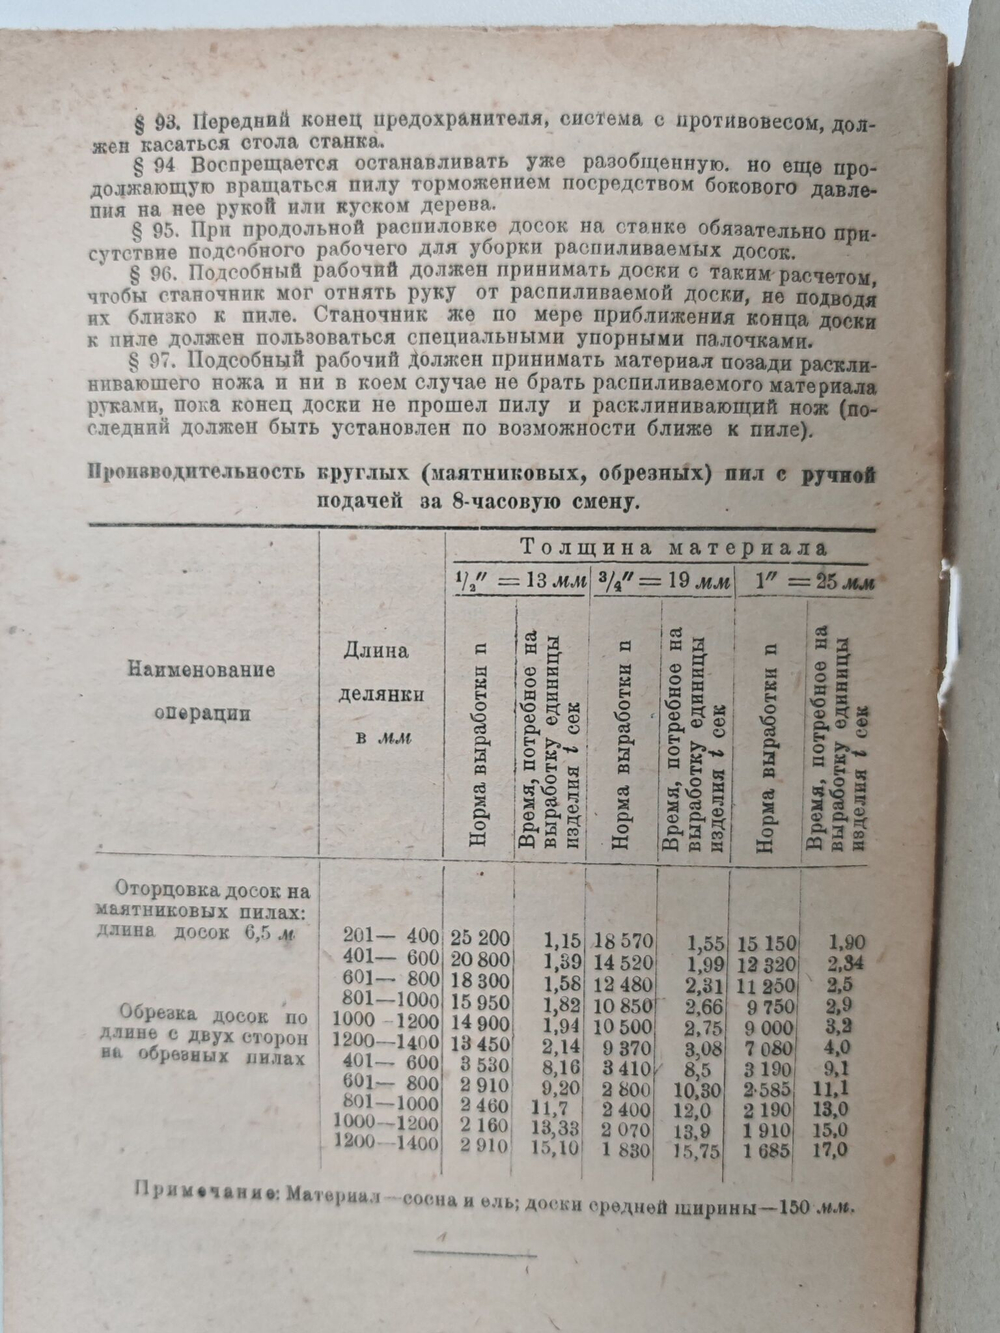 § 93. Передний конец предохранителя, система с противовесом, дол-
жен касаться стола станка.
§ 94 Воспрещается останавливать уже разобщенную. но еще про-
должающую вращаться пилу торможением посредством бокового давле-
ния на нее рукой или куском дерева.
§ 95. При продольной распиловке досок на станке обязательно при-
сутствие подсобного рабочего для уборки распиливаемых досок.
§ 96. Подсобный рабочий должен принимать доски с таким расчетом,
чтобы станочник мог отнять руку от распиливаемой доски, не подводя
их близко к пиле. Станочник же по мере приближения конца доски
к пиле должен пользоваться специальными упорными палочками.
§ 97. Подсобный рабочий должен принимать материал позади раскли-
нивающего ножа и ни в коем случае не брать распиливаемого материала
руками, пока конец доски не прошел пилу и расклинивающий нож (по-
следний должен быть установлен по возможности ближе к пиле).
Производительность круглых (маятниковых, обрезных) пил с ручной
подачей за 8-часовую смену.
Наименование
операции
Длина
делянки
в мм
Толщина материала
1/2″ = 13 мм 3/4″ = 19 мм 1″ = 25 мм
Норма выработки n
Время, потребное на
выработку единицы
изделия t сек
Норма выработки n
Время, потребное на
выработку единицы
изделия t сек
Норма выработки n
Время, потребное на
выработку единицы
изделия t сек
Оторцовка досок на
маятниковых пилах:
длина досок 6,5 м
201— 400 25 200 1,15 18 570 1,55 15 150 1,90
401— 600 20 800 1,39 14 520 1,99 12 320 2,34
601— 800 18 300 1,58 12 480 2,31 11 250 2,5
801—1000 15 950 1,82 10 850 2,66 9 750 2,9
1000—1200 14 900 1,94 10 500 2,75 9 000 3,2
1200—1400 13 450 2,14 9 370 3,08 7 080 4,0
Обрезка досок по
длине с двух сторон
на обрезных пилах
401— 600 3 530 8,16 3 410 8,5 3 190 9,1
601— 800 2 910 9,20 2 800 10,30 2 585 11,1
801—1000 2 460 11,7 2 400 12,0 2 190 13,0
1000—1200 2 160 13,33 2 070 13,9 1 910 15,0
1200—1400 2 910 15,10 1 830 15,75 1 685 17,0
Примечание: Материал—сосна и ель; доски средней ширины—150 мм.